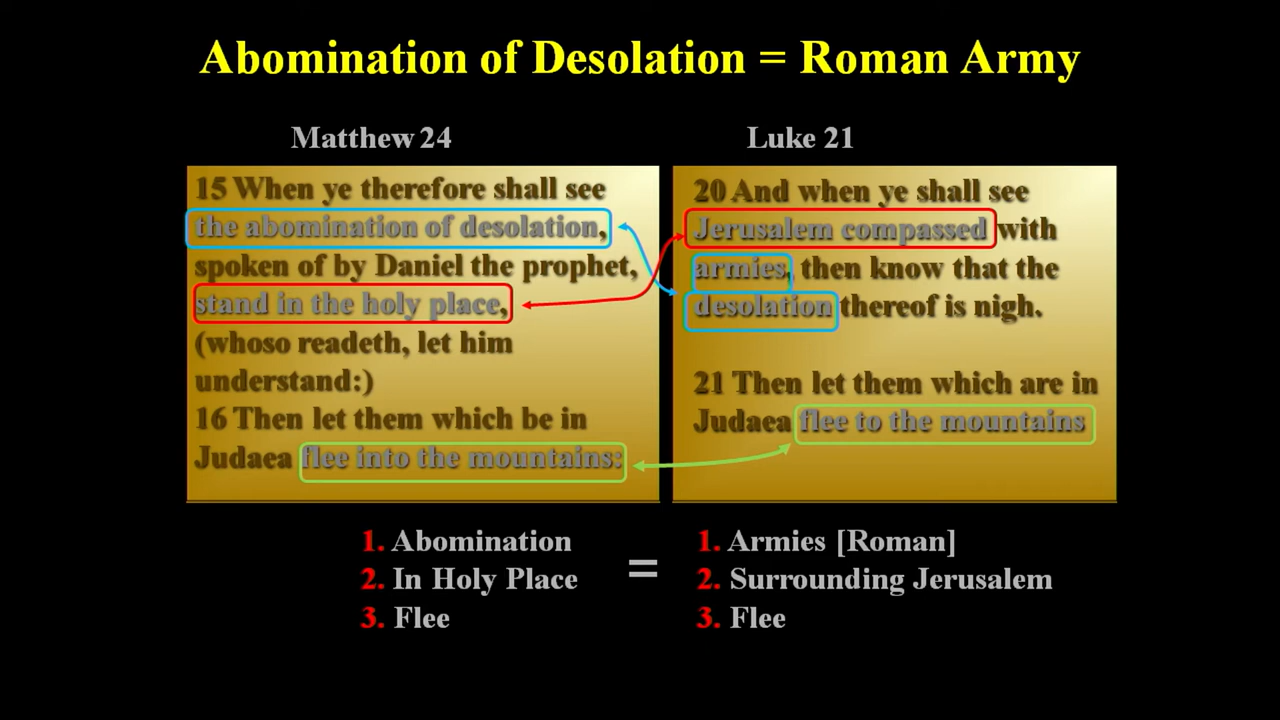 Abomination of Desolation = Roman Army
Matthew 24
15 When ye therefore shall see
the abomination of desolation,
spoken of by Daniel the prophet,
stand in the holy place,
(whoso readeth, let him
understand:)
16 Then let them which be in
Judaea flee into the mountains:
Luke 21
20 And when ye shall see
Jerusalem compassed with
armies, then know that the
desolation thereof is nigh.
21 Then let them which are in
Judaea flee to the mountains
1. Abomination
2. In Holy Place
3. Flee
=
1. Armies [Roman]
2. Surrounding Jerusalem
3. Flee